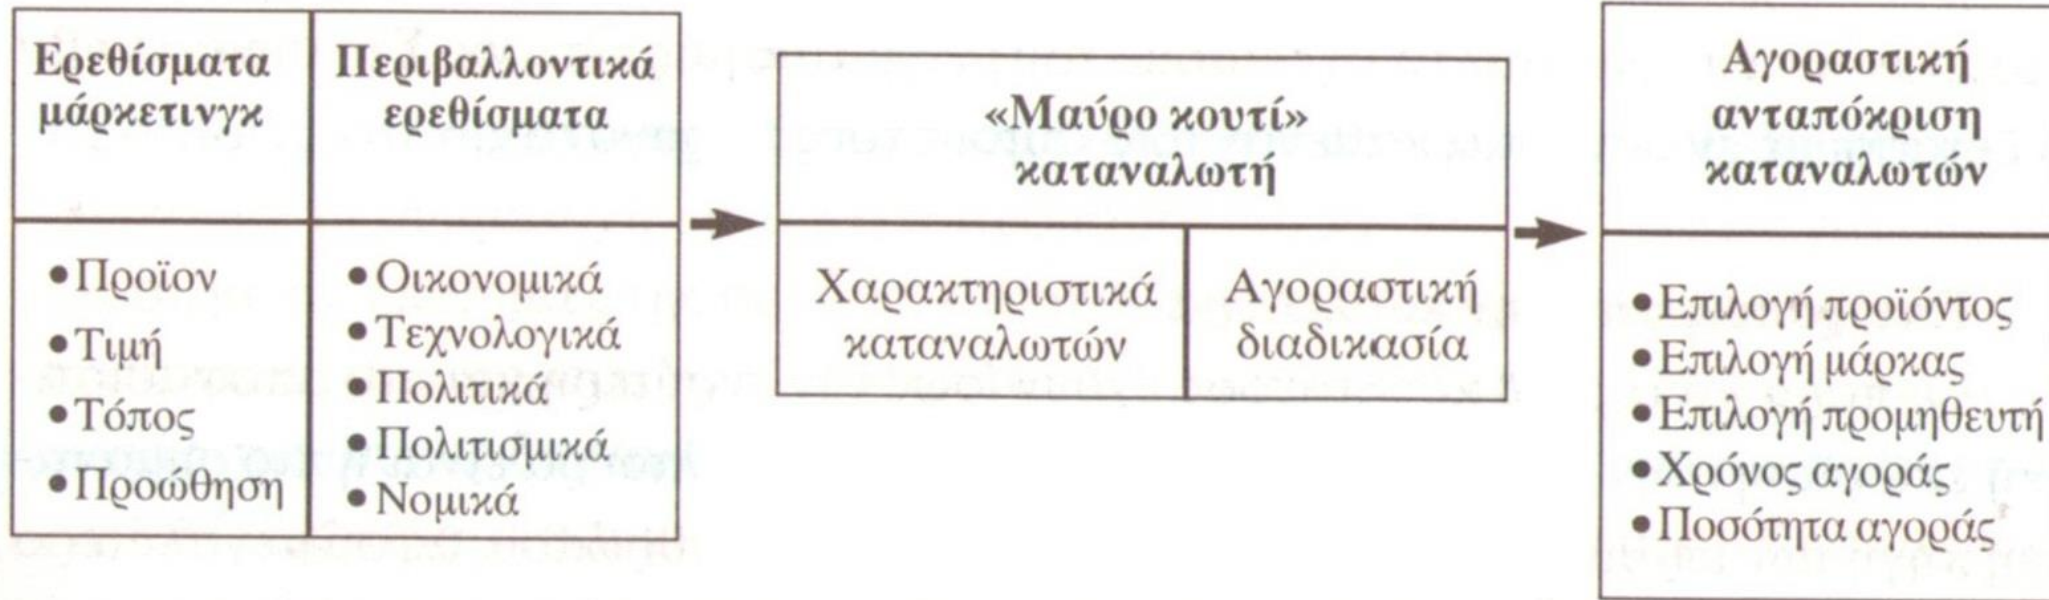 Ερεθίσματα
μάρκετινγκ
Περιβαλλοντικά
ερεθίσματα
«Μαύρο κουτί»
καταναλωτή
Αγοραστική
ανταπόκριση
καταναλωτών
•Προϊον
•Τιμή
•Τόπος
•Προώθηση
•Οικονομικά
•Τεχνολογικά
•Πολιτικά
•Πολιτισμικά
•Νομικά
Χαρακτηριστικά
καταναλωτών
Αγοραστική
διαδικασία
•Επιλογή προϊόντος
•Επιλογή μάρκας
•Επιλογή προμηθευτή
•Χρόνος αγοράς
•Ποσότητα αγοράς